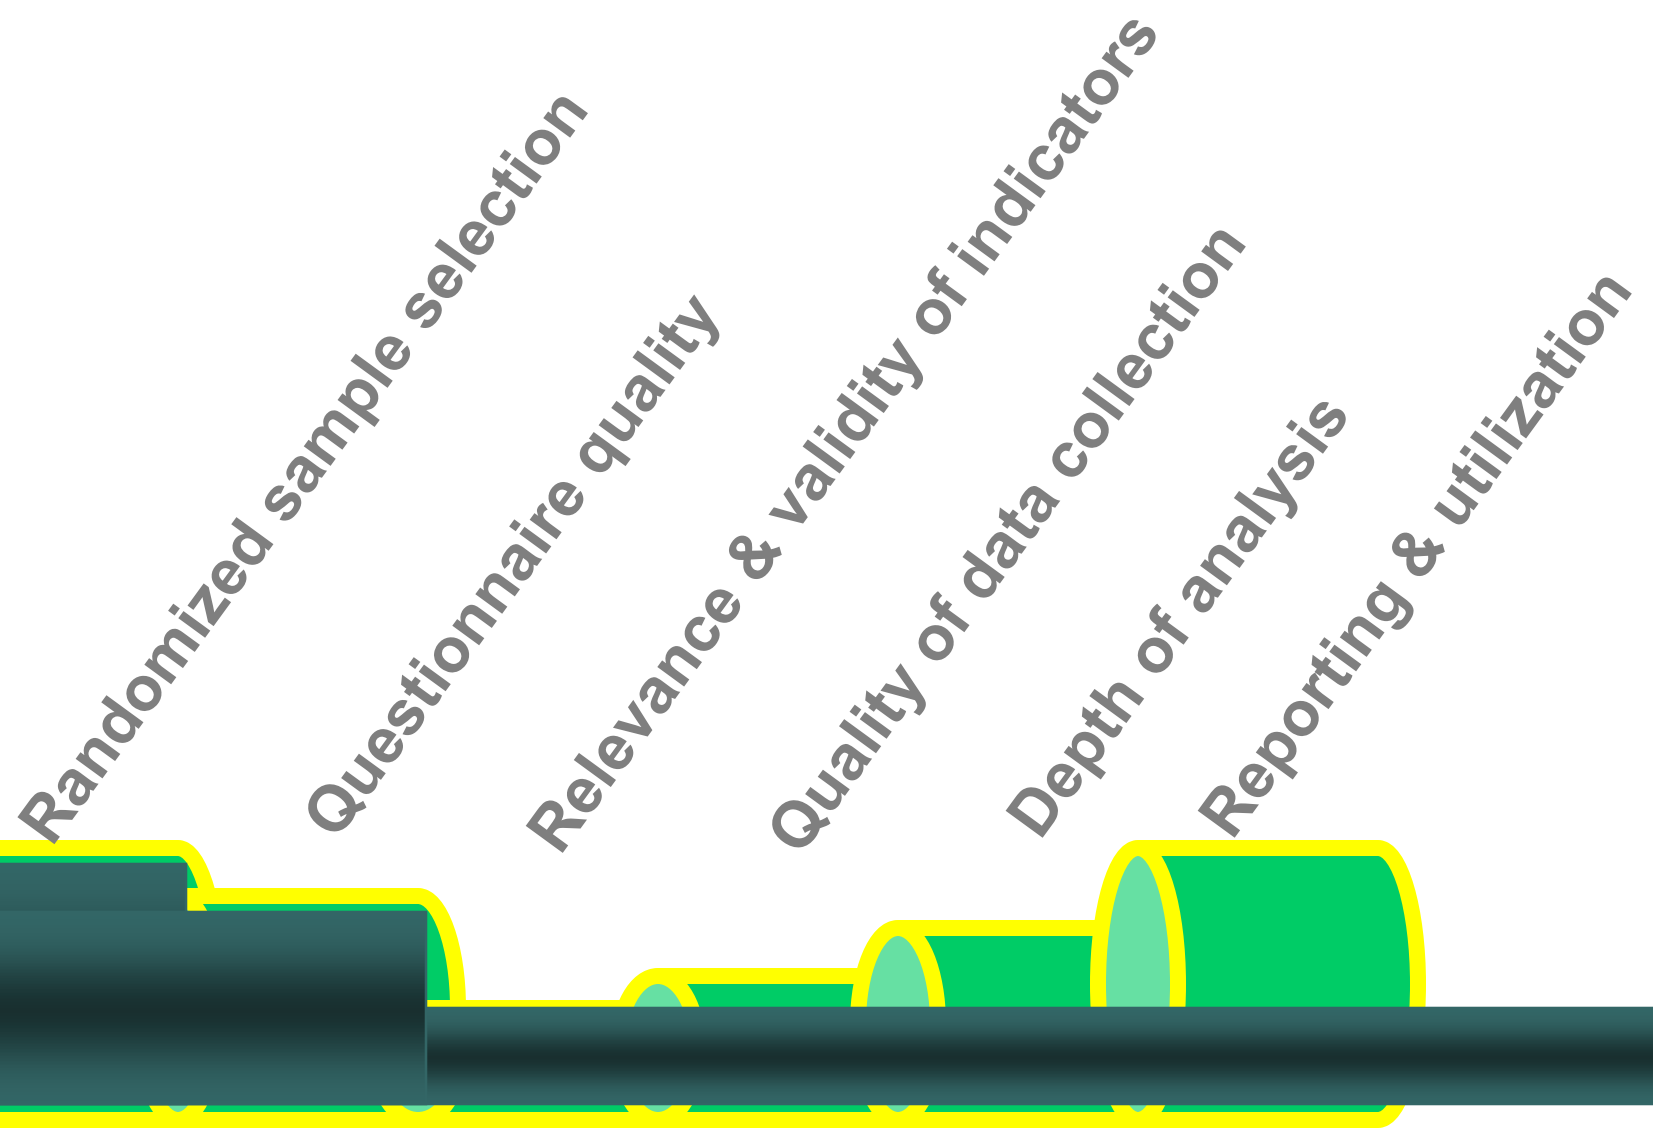 Randomized sample selection
Questionnaire quality
Relevance & validity of indicators
Quality of data collection
Depth of analysis
Reporting & utilization